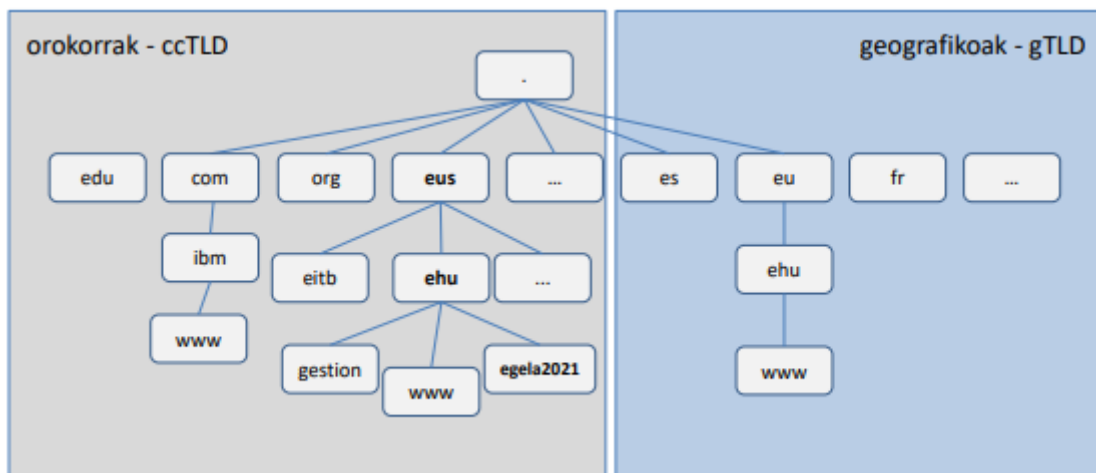 orokorrak - ccTLD
geografikoak - gTLD
.
edu
com
org
eus
...
es
eu
fr
...
ibm
eitb
ehu
...
ehu
www
gestion
www
egela2021
www